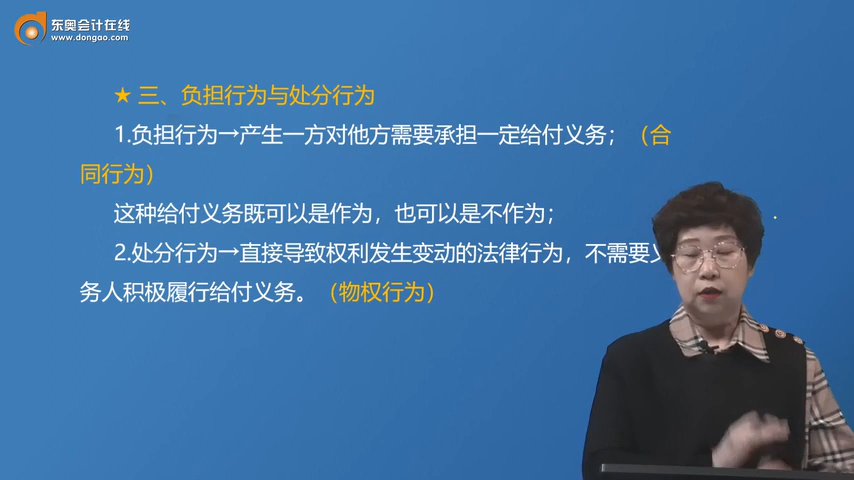 东奥会计在线
www.dongao.com
★ 三、负担行为与处分行为
1.负担行为→产生一方对他方需要承担一定给付义务；（合
同行为）
这种给付义务既可以是作为，也可以是不作为；
2.处分行为→直接导致权利发生变动的法律行为，不需要义
务人积极履行给付义务。（物权行为）